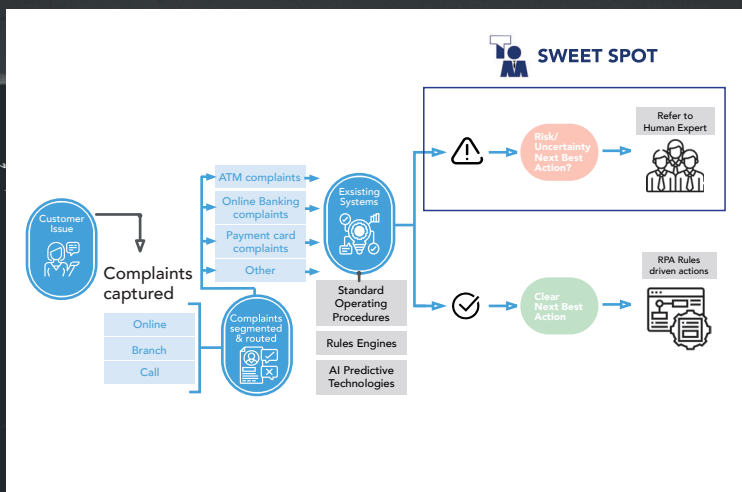 TOM SWEET SPOT
Customer
Issue
Complaints
captured
Online
Branch
Call
Complaints
segmented
& routed
ATM complaints
Online Banking
complaints
Payment card
complaints
Other
Exsisting
Systems
Standard
Operating
Procedures
Rules Engines
AI Predictive
Technologies
Risk/
Uncertainty
Next Best
Action?
Refer to
Human Expert
Clear
Next Best
Action
RPA Rules
driven actions